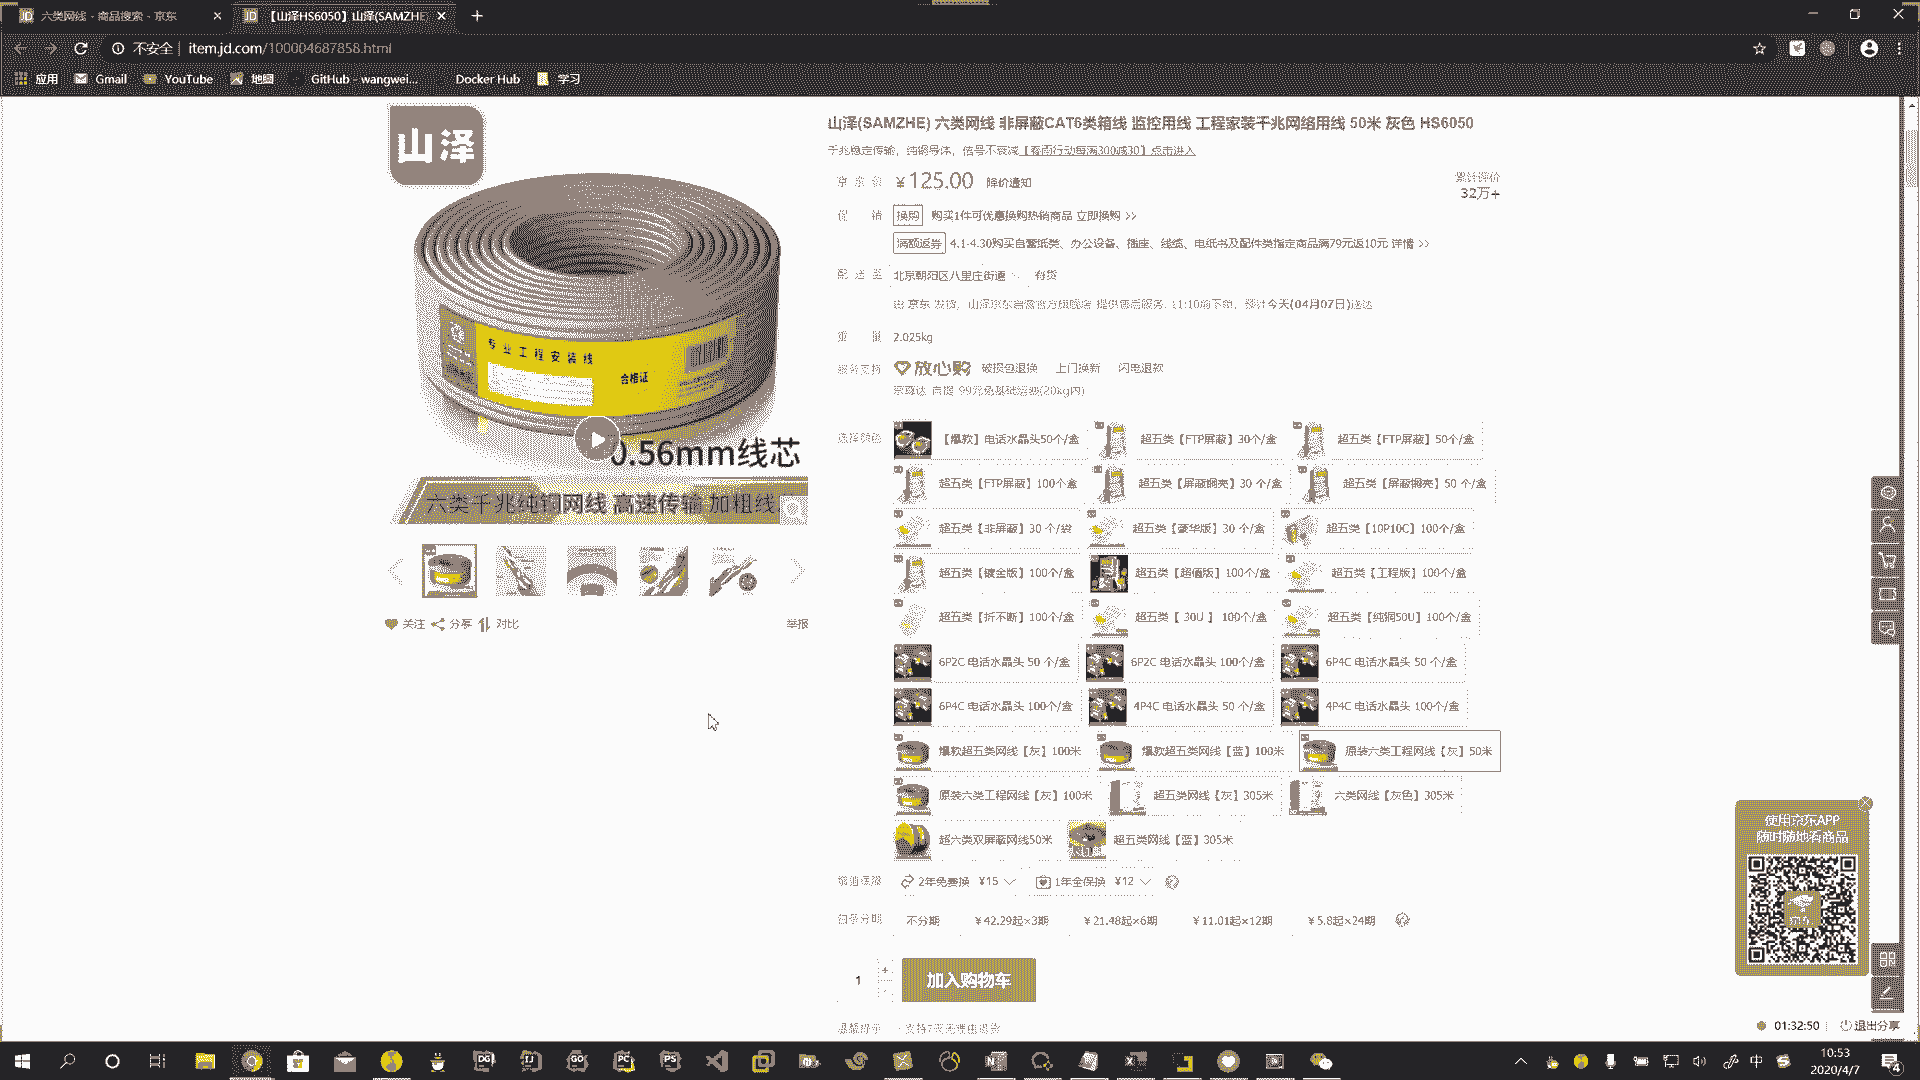 六类网线 - 商品搜索 - 京东
【山泽HS6050】山泽(SAMZHE)
不安全 item.jd.com/100004687858.html
应用 Gmail YouTube 地图 GitHub - wangwei... Docker Hub 学习
山泽
专业工程安装线
合格证
0.56mm线芯
六类千兆纯铜网线 高速传输 加粗线
关注 分享 对比 举报
山泽(SAMZHE) 六类网线 非屏蔽CAT6类箱线 监控用线 工程家装千兆网络用线 50米 灰色 HS6050
千兆稳定传输，纯铜导体，信号不衰减【春雨行动每满300减30】点击进入
京 东 价 ￥125.00 降价通知
累计评价
32万+
促 销 换购 购买1件可优惠换购热销商品 立即换购 >>
满额返券 4.1-4.30购买自营纸类、办公设备、插座、线缆、电纸书及配件类指定商品满79元返10元 详情 >>
配 送 至 北京朝阳区八里庄街道 有货
由 京东 发货，山泽京东自营官方旗舰店 提供售后服务. 11:10前下单，预计今天(04月07日)送达
重 量 2.025kg
服务支持 放心购 破损包退换 上门换新 闪电退款
京尊达 自提 99元免基础运费(20kg内)
选择颜色 【爆款】电话水晶头50个/盒 超五类【FTP屏蔽】30个/盒 超五类【FTP屏蔽】50个/盒
超五类【FTP屏蔽】100个盒 超五类【屏蔽铜壳】30 个/盒 超五类【屏蔽铜壳】50 个/盒
超五类【非屏蔽】30 个/袋 超五类【豪华版】30 个/盒 超五类【10P10C】100个/盒
超五类【镀金版】100个/盒 超五类【超值版】100个/盒 超五类【工程版】100个/盒
超五类【折不断】100个/盒 超五类【 30U 】 100个/盒 超五类【纯铜50U】100个/盒
6P2C 电话水晶头 50 个/盒 6P2C 电话水晶头 100个/盒 6P4C 电话水晶头 50 个/盒
6P4C 电话水晶头 100个/盒 4P4C 电话水晶头 50 个/盒 4P4C 电话水晶头 100个/盒
爆款超五类网线【灰】100米 爆款超五类网线【蓝】100米 原装六类工程网线【灰】50米
原装六类工程网线【灰】100米 超五类网线【灰】305米 六类网线【灰色】305米
超六类双屏蔽网线50米 超五类网线【蓝】305米
增值保障 2年免费换 ¥15 1年全保换 ¥12
白条分期 不分期 ￥42.29起×3期 ￥21.48起×6期 ￥11.01起×12期 ￥5.8起×24期
1 加入购物车
温馨提示 · 支持7天无理由退货
使用京东APP
随时随地看商品
01:32:50 退出分享
中 10:53
2020/4/7